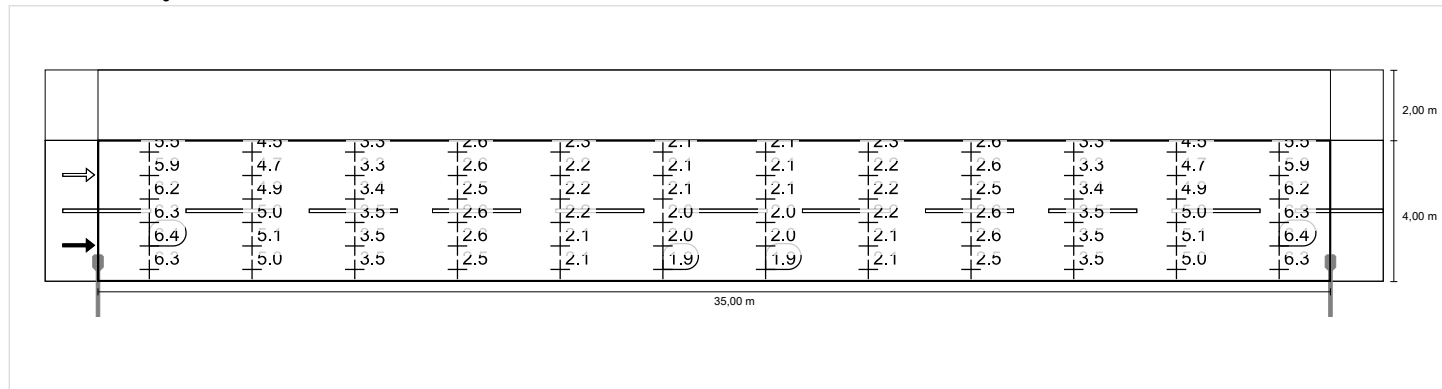 2,00 m
5.5 4.5 3.3 2.6 2.3 2.1 2.1 2.3 2.6 3.3 4.5 5.5
5.9 4.7 3.3 2.6 2.2 2.1 2.1 2.2 2.6 3.3 4.7 5.9
6.2 4.9 3.4 2.5 2.2 2.1 2.1 2.2 2.5 3.4 4.9 6.2
6.3 5.0 3.5 2.6 2.2 2.0 2.0 2.2 2.6 3.5 5.0 6.3
4,00 m
6.4 5.1 3.5 2.6 2.1 2.0 2.0 2.1 2.6 3.5 5.1 6.4
6.3 5.0 3.5 2.5 2.1 1.9 1.9 2.1 2.5 3.5 5.0 6.3
35,00 m